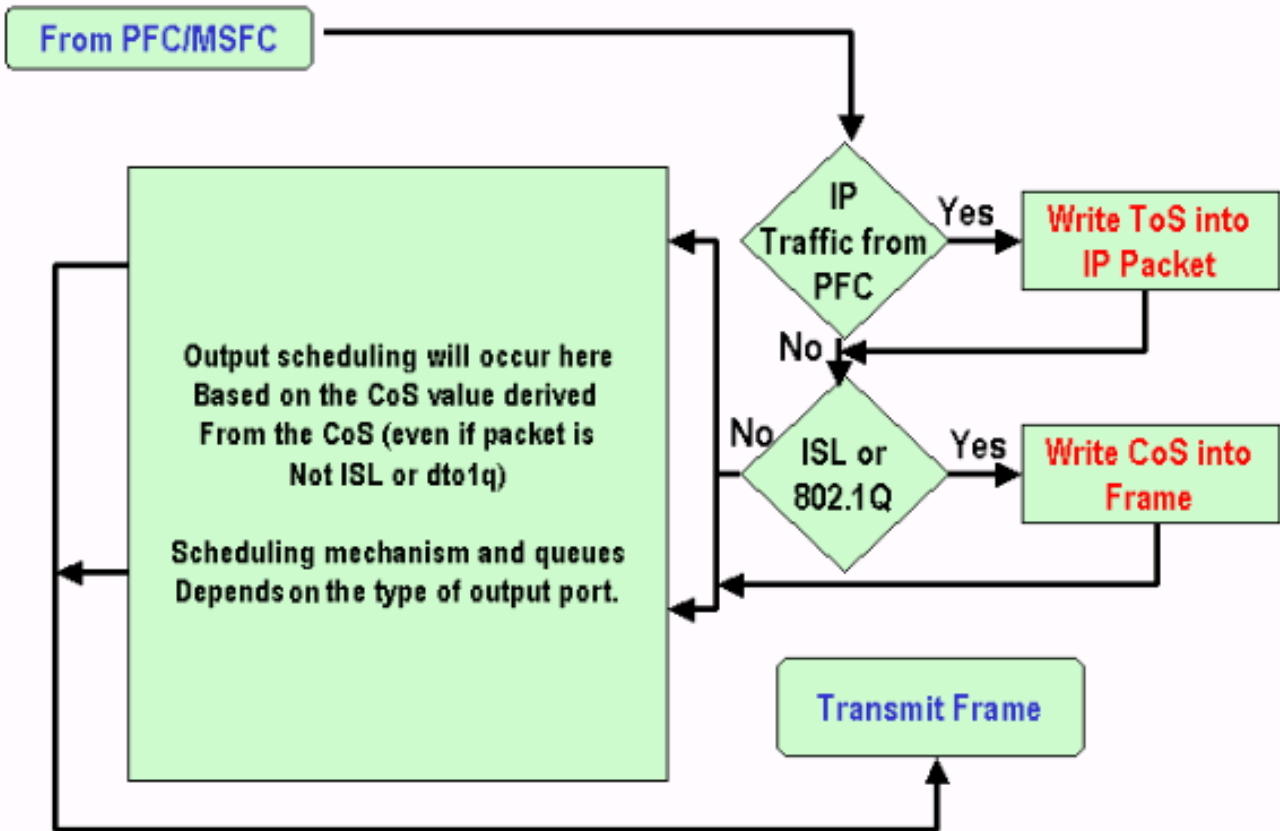 From PFC/MSFC
IP
Traffic from
PFC
Yes
Write ToS into
IP Packet
No
ISL or
802.1Q
No
Yes
Write CoS into
Frame
Output scheduling will occur here
Based on the CoS value derived
From the CoS (even if packet is
Not ISL or dto1q)
Scheduling mechanism and queues
Depends on the type of output port.
Transmit Frame